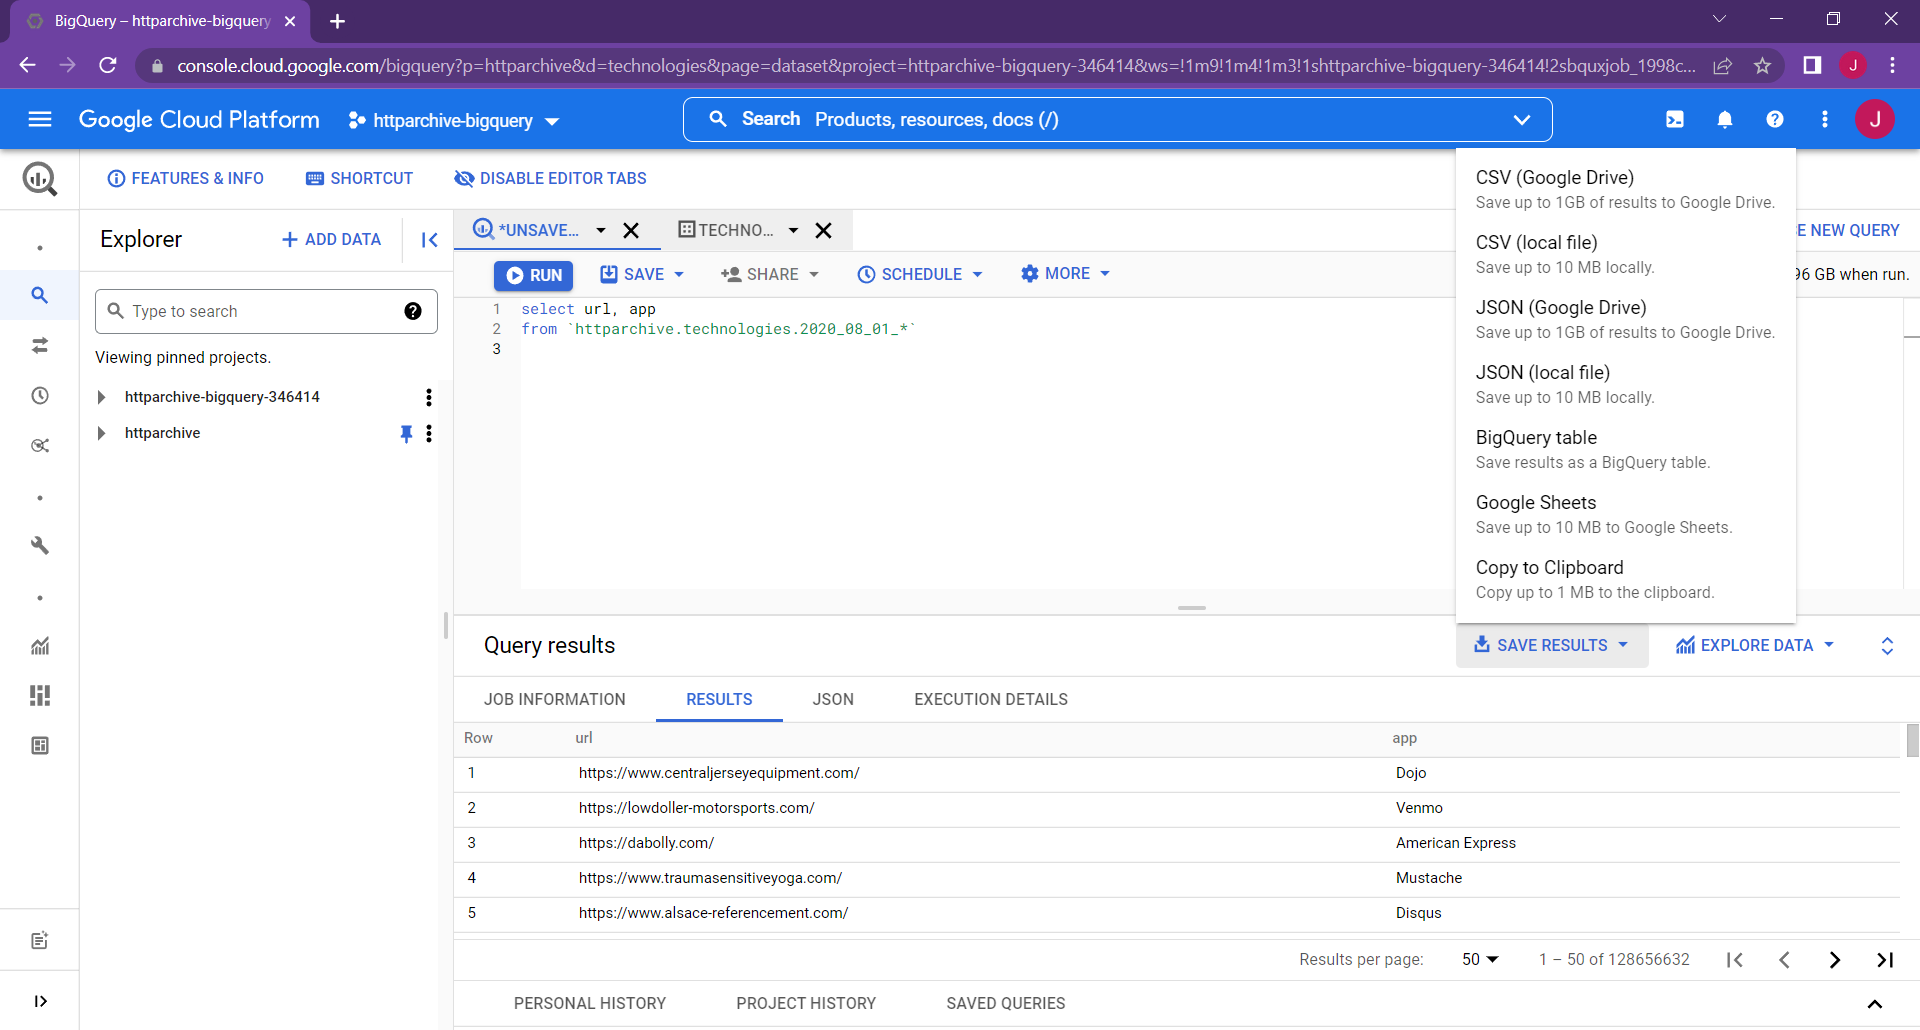 BigQuery – httparchive-bigquery
console.cloud.google.com/bigquery?p=httparchive&d=technologies&page=dataset&project=httparchive-bigquery-346414&ws=!1m9!1m4!1m3!1shttparchive-bigquery-346414!2sbquxjob_1998c...
J
Google Cloud Platform
httparchive-bigquery
Search Products, resources, docs (/)
J
FEATURES & INFO
SHORTCUT
DISABLE EDITOR TABS
Explorer
ADD DATA
*UNSAVE...
TECHNO...
E NEW QUERY
RUN
SAVE
SHARE
SCHEDULE
MORE
96 GB when run.
Type to search
Viewing pinned projects.
httparchive-bigquery-346414
httparchive
1 select url, app
2 from `httparchive.technologies.2020_08_01_*`
3
CSV (Google Drive)
Save up to 1GB of results to Google Drive.
CSV (local file)
Save up to 10 MB locally.
JSON (Google Drive)
Save up to 1GB of results to Google Drive.
JSON (local file)
Save up to 10 MB locally.
BigQuery table
Save results as a BigQuery table.
Google Sheets
Save up to 10 MB to Google Sheets.
Copy to Clipboard
Copy up to 1 MB to the clipboard.
Query results
SAVE RESULTS
EXPLORE DATA
JOB INFORMATION
RESULTS
JSON
EXECUTION DETAILS
Row url app
1 https://www.centraljerseyequipment.com/ Dojo
2 https://lowdoller-motorsports.com/ Venmo
3 https://dabolly.com/ American Express
4 https://www.traumasensitiveyoga.com/ Mustache
5 https://www.alsace-referencement.com/ Disqus
Results per page: 50 1 – 50 of 128656632
PERSONAL HISTORY
PROJECT HISTORY
SAVED QUERIES